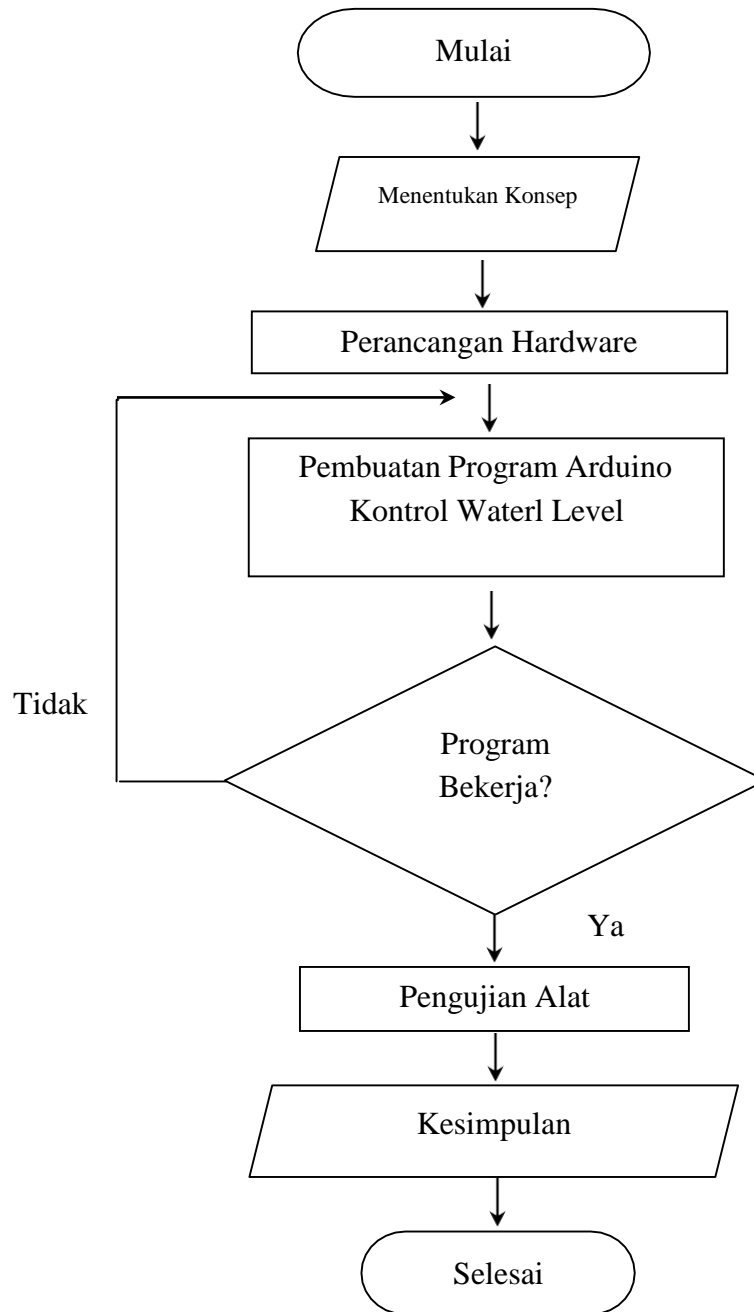 Mulai
Menentukan Konsep
Perancangan Hardware
Pembuatan Program Arduino
Kontrol Waterl Level
Tidak
Program
Bekerja?
Ya
Pengujian Alat
Kesimpulan
Selesai